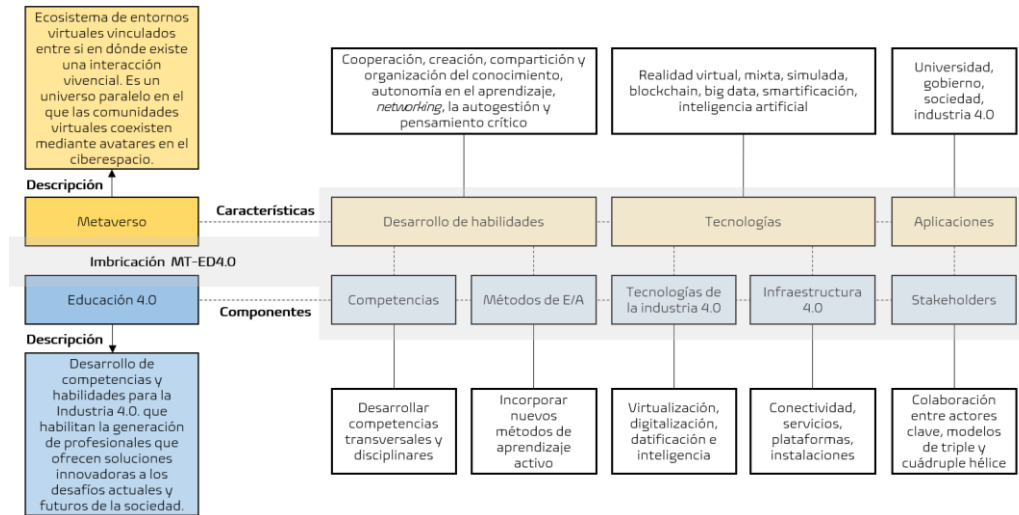 Ecosistema de entornos
virtuales vinculados
entre si en dónde existe
una interacción
vivencial. Es un
universo paralelo en el
que las comunidades
virtuales coexisten
mediante avatares en el
ciberespacio.
Cooperación, creación, compartición y
organización del conocimiento,
autonomía en el aprendizaje,
networking, la autogestión y
pensamiento crítico
Realidad virtual, mixta, simulada,
blockchain, big data, smartificación,
inteligencia artificial
Universidad,
gobierno,
sociedad,
industria 4.0
Descripción
Metaverso
Características
Desarrollo de habilidades
Tecnologías
Aplicaciones
Imbricación MT-ED4.0
Educación 4.0
Componentes
Competencias
Métodos de E/A
Tecnologías de
la industria 4.0
Infraestructura
4.0
Stakeholders
Descripción
Desarrollo de
competencias y
habilidades para la
Industria 4.0. que
habilitan la generación
de profesionales que
ofrecen soluciones
innovadoras a los
desafíos actuales y
futuros de la sociedad.
Desarrollar
competencias
transversales y
disciplinares
Incorporar
nuevos
métodos de
aprendizaje
activo
Virtualización,
digitalización,
datificación e
inteligencia
Conectividad,
servicios,
plataformas,
instalaciones
Colaboración
entre actores
clave, modelos
de triple y
cuádruple hélice